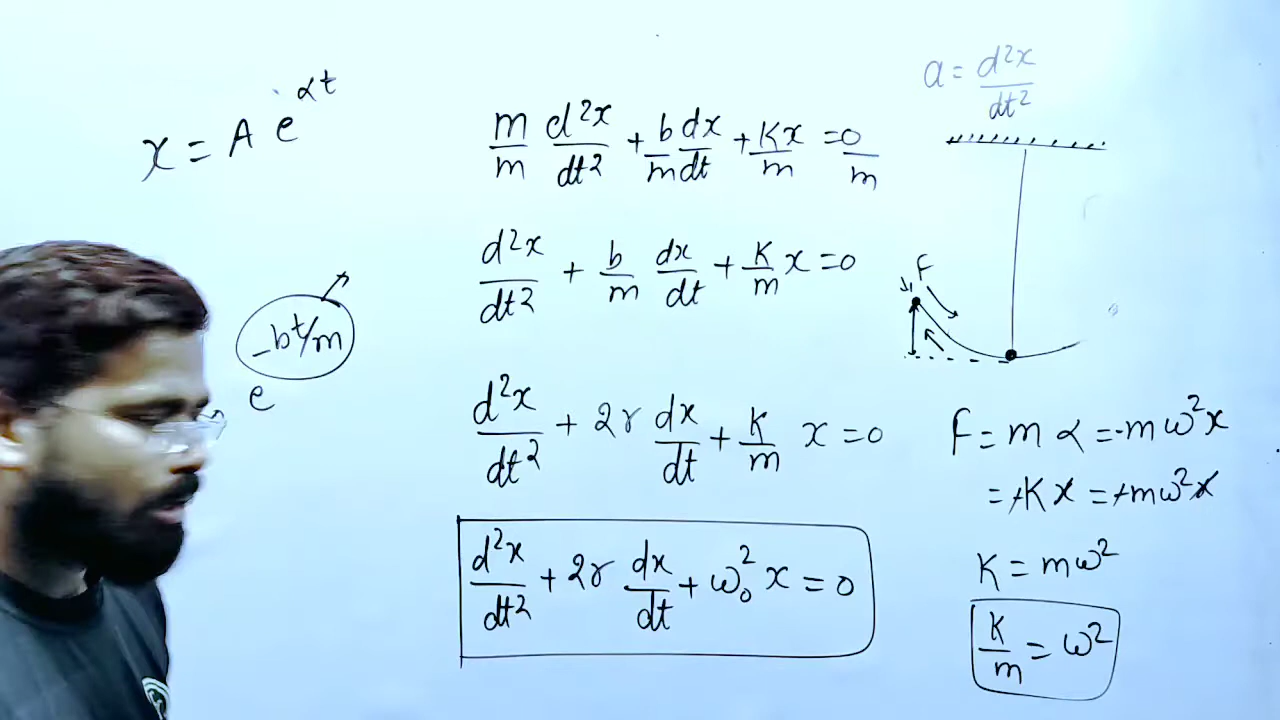 x = A e^{αt}
e^{-bt/m}
m/m d²x/dt² + b/m dx/dt + Kx/m = 0/m
d²x/dt² + b/m dx/dt + K/m x = 0
d²x/dt² + 2r dx/dt + K/m x = 0
d²x/dt² + 2r dx/dt + ω₀² x = 0
a = d²x/dt²
F
F = m α = -mω²x
= +Kx = +mω²x
K = mω²
K/m = ω²